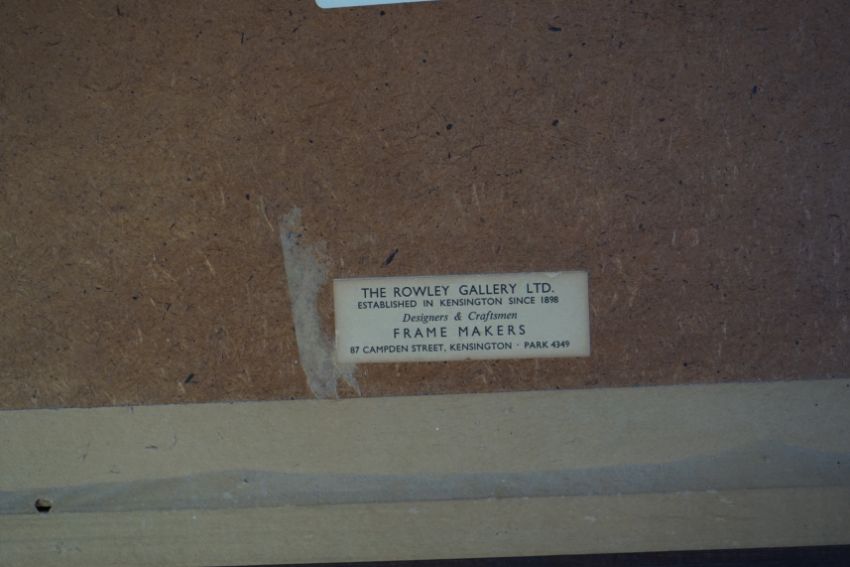 THE ROWLEY GALLERY LTD.
ESTABLISHED IN KENSINGTON SINCE 1898
Designers & Craftsmen
FRAME MAKERS
87 CAMPDEN STREET, KENSINGTON · PARK 4349